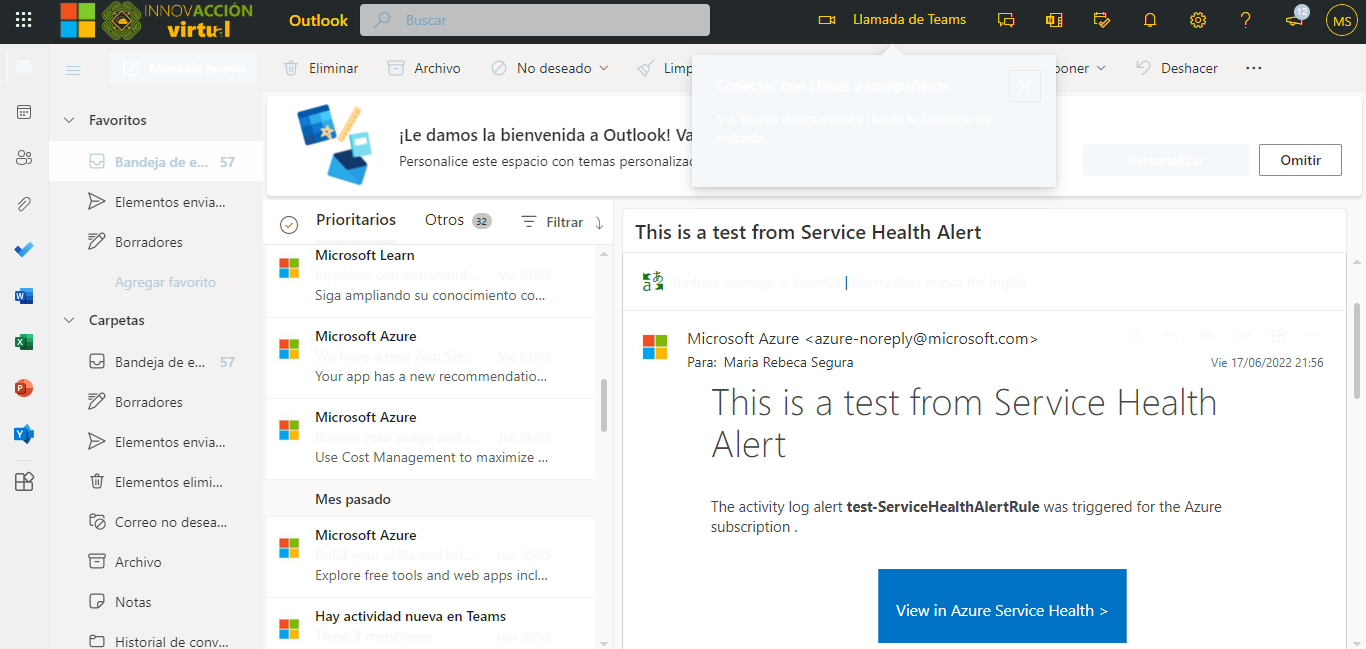 INNOVACCIÓN
virtual
Outlook
Buscar
Llamada de Teams
12
MS
Mensaje nuevo
Eliminar
Archivo
No deseado
Limp
poner
Deshacer
Conectar con clases y compañeros
Ir a Teams directamente desde la bandeja de
entrada
¡Le damos la bienvenida a Outlook! Va
Personalice este espacio con temas personalizac
Personalizar
Omitir
Favoritos
Bandeja de e... 57
Elementos envia...
Borradores
Agregar favorito
Carpetas
Bandeja de e... 57
Borradores
Elementos envia...
Elementos elimi...
Correo no desea...
Archivo
Notas
Historial de conv...
Prioritarios
Otros 32
Filtrar
Microsoft Learn
Inspírese con entrenami... Vie 03/06
Siga ampliando su conocimiento co...
Microsoft Azure
We have a new App Ser... Vie 03/06
Your app has a new recommendatio...
Microsoft Azure
Review your usage and r... Jue 02/06
Use Cost Management to maximize ...
Mes pasado
Microsoft Azure
Build your skills and bri... Lun 30/05
Explore free tools and web apps incl...
Hay actividad nueva en Teams
Tiene 3 menciones Lun 30/05
This is a test from Service Health Alert
Traducir mensaje a: Español | No traducir nunca de: Inglés
Microsoft Azure <azure-noreply@microsoft.com>
Para: Maria Rebeca Segura
Vie 17/06/2022 21:56
This is a test from Service Health
Alert
The activity log alert test-ServiceHealthAlertRule was triggered for the Azure
subscription .
View in Azure Service Health >